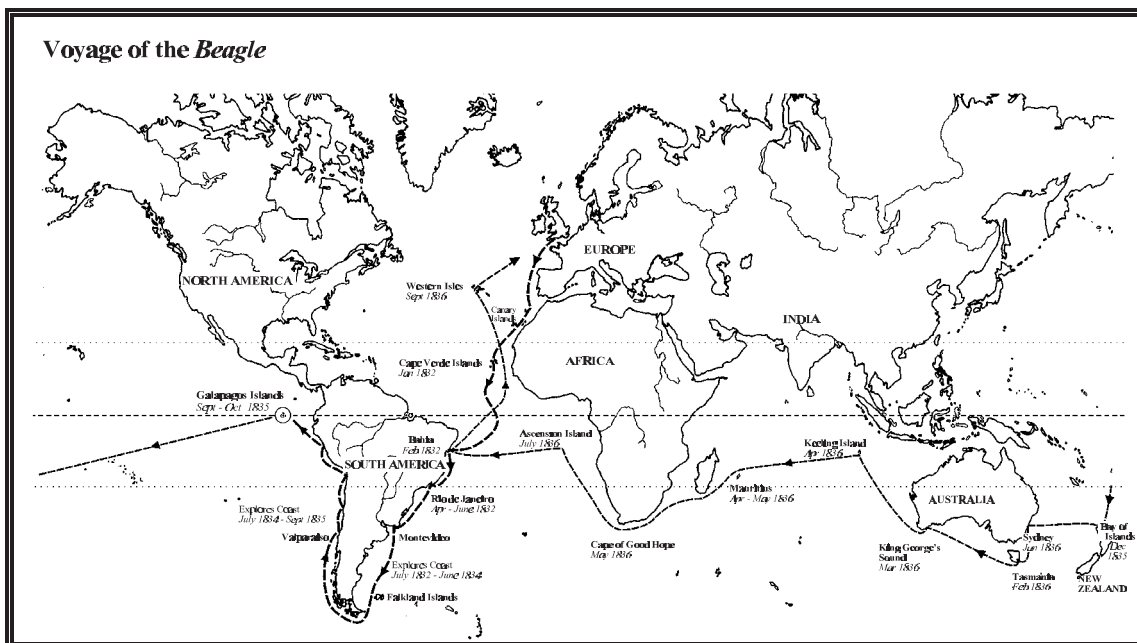 Voyage of the Beagle
NORTH AMERICA
EUROPE
Western Isles
Sept 1836
Canary
Islands
INDIA
Cape Verde Islands
Jan 1832
AFRICA
Galapagos Islands
Sept - Oct 1835
Bahia
Feb 1832
Ascension Island
July 1836
Keeling Island
Apr 1836
SOUTH AMERICA
Mauritius
Apr - May 1836
AUSTRALIA
Rio de Janeiro
Apr - June 1832
Explores Coast
July 1834 - Sept 1835
Valparaiso
Montevideo
Cape of Good Hope
May 1836
King George's
Sound
Mar 1836
Sydney
Jan 1836
Bay of
Islands
Dec
1835
Explores Coast
July 1832 - June 1834
Tasmania
Feb 1836
NEW
ZEALAND
Falkland Islands